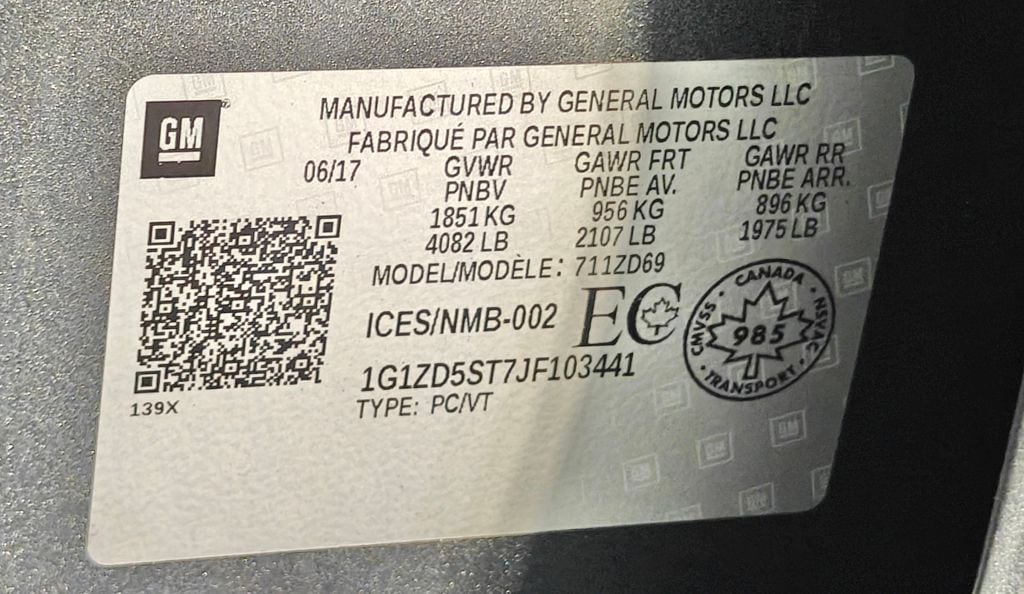 GM
MANUFACTURED BY GENERAL MOTORS LLC
FABRIQUÉ PAR GENERAL MOTORS LLC
06/17 GVWR GAWR FRT GAWR RR
PNBV PNBE AV. PNBE ARR.
1851 KG 956 KG 896 KG
4082 LB 2107 LB 1975 LB
MODEL/MODÈLE: 711ZD69
ICES/NMB-002 EC
CANADA
CMVSS · NSVAC
985
TRANSPORT
1G1ZD5ST7JF103441
139X TYPE: PC/VT